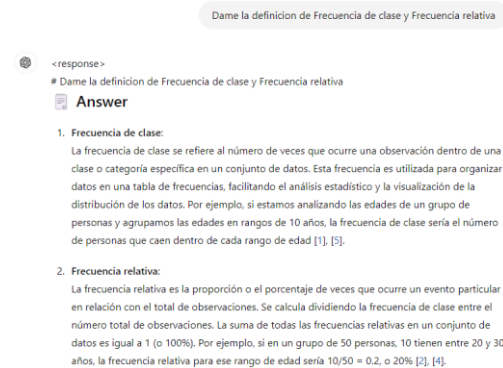 Dame la definicion de Frecuencia de clase y Frecuencia relativa
<response>
# Dame la definicion de Frecuencia de clase y Frecuencia relativa
Answer
1. Frecuencia de clase:
La frecuencia de clase se refiere al número de veces que ocurre una observación dentro de una
clase o categoría específica en un conjunto de datos. Esta frecuencia es utilizada para organizar
datos en una tabla de frecuencias, facilitando el análisis estadístico y la visualización de la
distribución de los datos. Por ejemplo, si estamos analizando las edades de un grupo de
personas y agrupamos las edades en rangos de 10 años, la frecuencia de clase sería el número
de personas que caen dentro de cada rango de edad [1], [5].
2. Frecuencia relativa:
La frecuencia relativa es la proporción o el porcentaje de veces que ocurre un evento particular
en relación con el total de observaciones. Se calcula dividiendo la frecuencia de clase entre el
número total de observaciones. La suma de todas las frecuencias relativas en un conjunto de
datos es igual a 1 (o 100%). Por ejemplo, si en un grupo de 50 personas, 10 tienen entre 20 y 30
años, la frecuencia relativa para ese rango de edad sería 10/50 = 0.2, o 20% [2], [4].